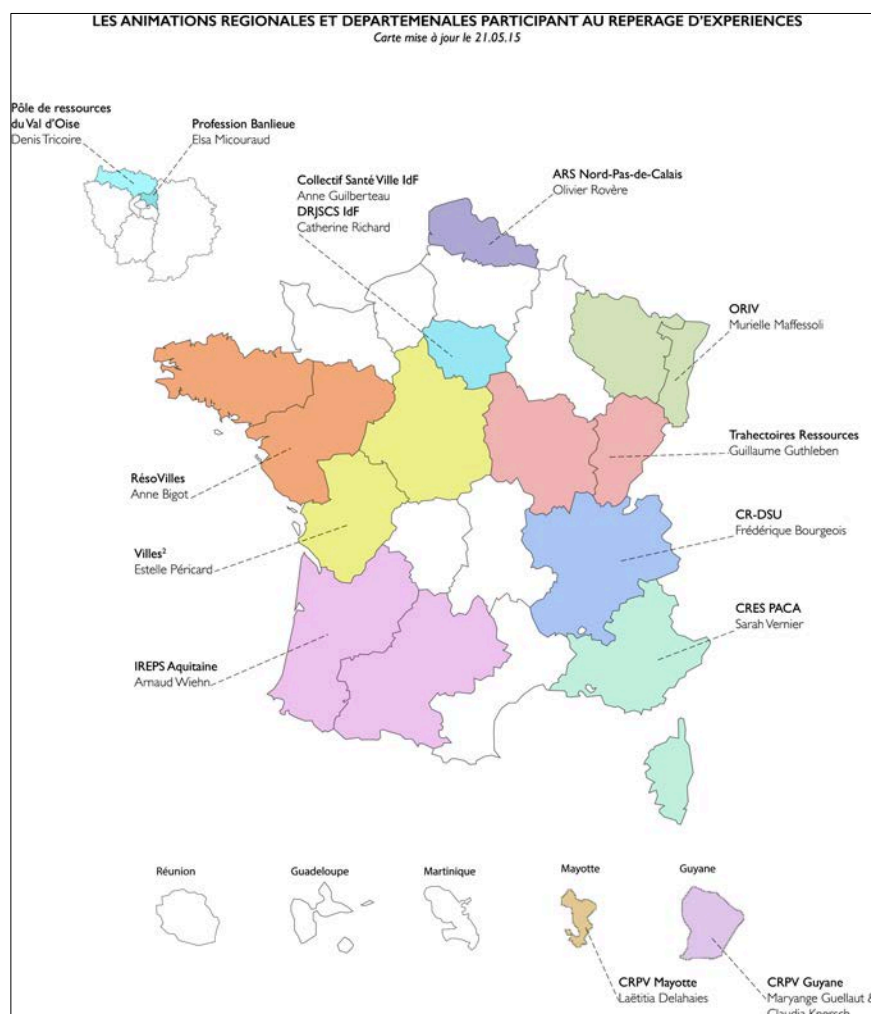 LES ANIMATIONS REGIONALES ET DEPARTEMENALES PARTICIPANT AU REPERAGE D'EXPERIENCES
Carte mise à jour le 21.05.15
Pôle de ressources
du Val d'Oise
Denis Tricoire
Profession Banlieue
Elsa Micouraud
Collectif Santé Ville IdF
Anne Guilberteau
DRJSCS IdF
Catherine Richard
ARS Nord-Pas-de-Calais
Olivier Rovère
ORIV
Murielle Maffessoli
Trahectoires Ressources
Guillaume Guthleben
RésoVilles
Anne Bigot
CR-DSU
Frédérique Bourgeois
Villes²
Estelle Péricard
CRES PACA
Sarah Vernier
IREPS Aquitaine
Arnaud Wiehn
Réunion
Guadeloupe
Martinique
Mayotte
Guyane
CRPV Mayotte
Laëtitia Delahaies
CRPV Guyane
Maryange Guellaut &
Claudia